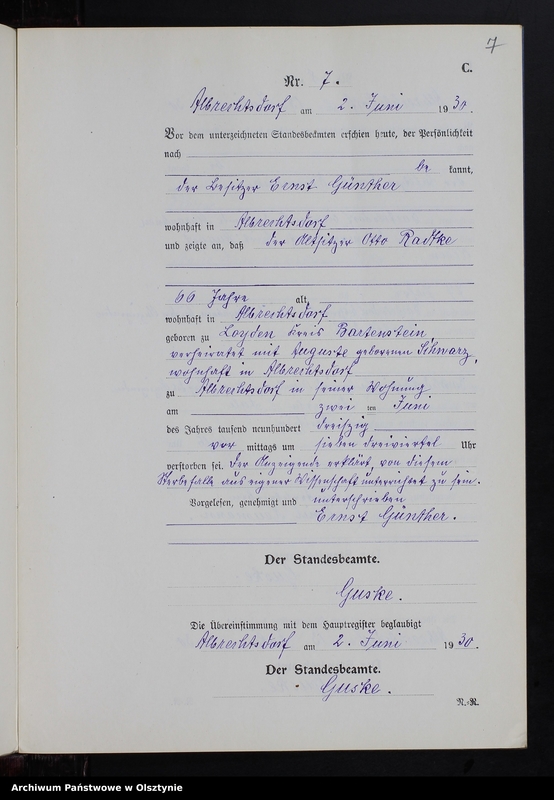 7
C.
Nr. 7.
Albrechtsdorf am 2. Juni 1930.
Vor dem unterzeichneten Standesbeamten erschien heute, der Persönlichkeit
nach
be kannt,
der Besitzer Ernst Günther
wohnhaft in Albrechtsdorf
und zeigte an, daß der Altsitzer Otto Radtke
66 Jahre alt,
wohnhaft in Albrechtsdorf
geboren zu Loyden Kreis Bartenstein
verheiratet mit Auguste geborenen Schwarz,
wohnhaft in Albrechtsdorf
zu Albrechtsdorf in seiner Wohnung
am zwei ten Juni
des Jahres tausend neunhundert dreißig
vor mittags um sieben dreiviertel Uhr
verstorben sei. Der Anzeigende erklärt, von diesem
Sterbefalle aus eigener Wissenschaft unterrichtet zu sein.
Vorgelesen, genehmigt und unterschrieben
Ernst Günther.
Der Standesbeamte.
Guske.
Die Übereinstimmung mit dem Hauptregister beglaubigt
Albrechtsdorf am 2. Juni 1930.
Der Standesbeamte.
Guske.
N.-R.
Archiwum Państwowe w Olsztynie